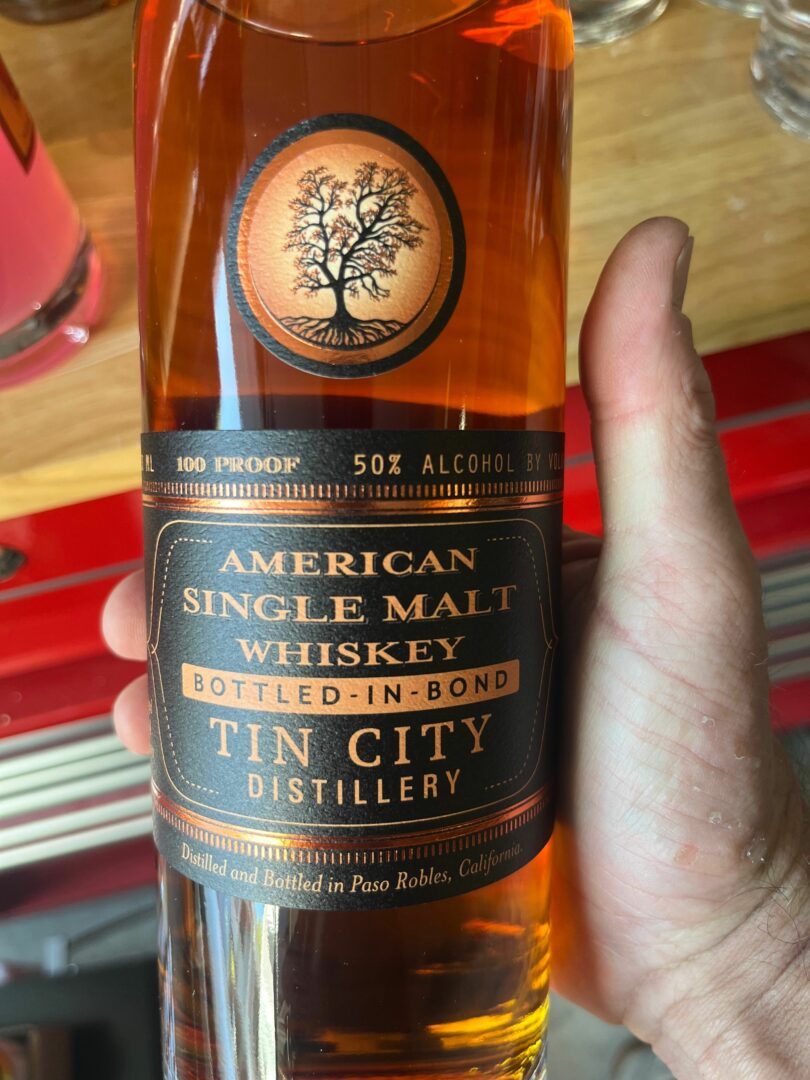 ML 100 PROOF 50% ALCOHOL BY
AMERICAN
SINGLE MALT
WHISKEY
BOTTLED-IN-BOND
TIN CITY
DISTILLERY
Distilled and Bottled in Paso Robles, California.